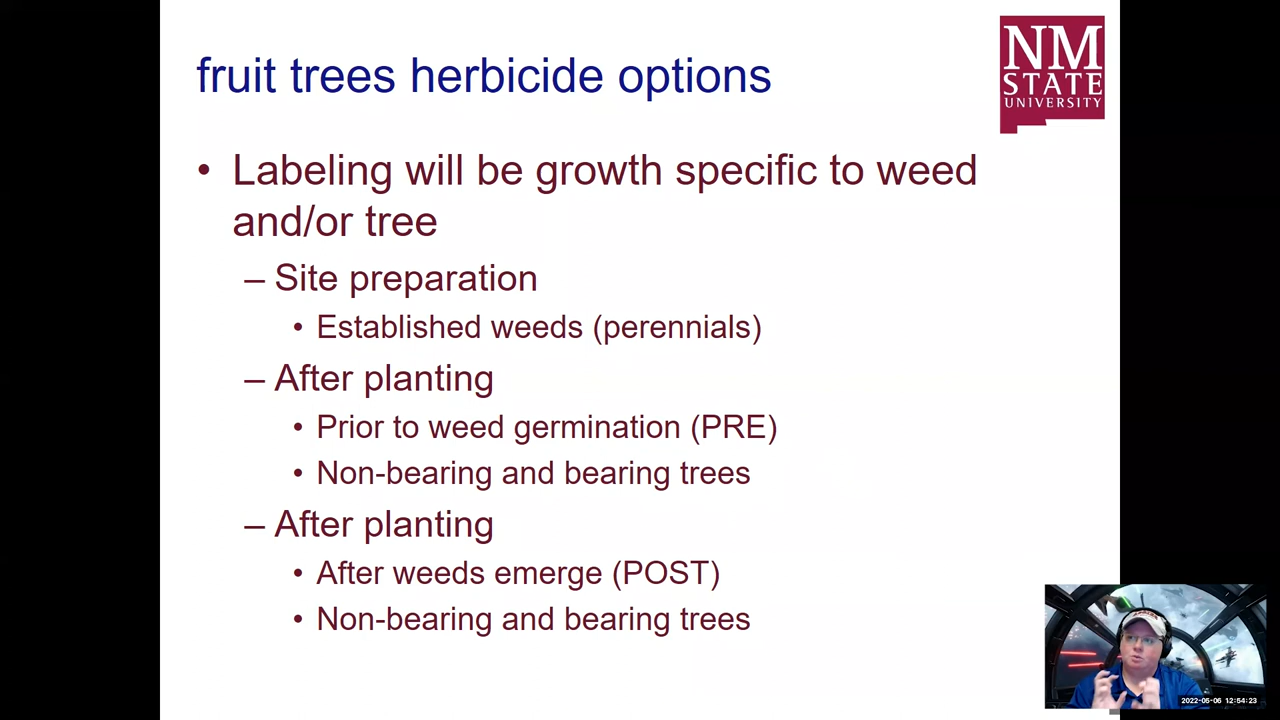 fruit trees herbicide options
NM
STATE
UNIVERSITY
• Labeling will be growth specific to weed
and/or tree
– Site preparation
• Established weeds (perennials)
– After planting
• Prior to weed germination (PRE)
• Non-bearing and bearing trees
– After planting
• After weeds emerge (POST)
• Non-bearing and bearing trees
2022-05-06 12:54:23